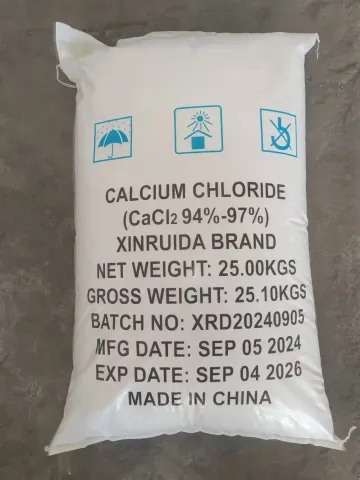 CALCIUM CHLORIDE
(CaCl₂ 94%-97%)
XINRUIDA BRAND
NET WEIGHT: 25.00KGS
GROSS WEIGHT: 25.10KGS
BATCH NO: XRD20240905
MFG DATE: SEP 05 2024
EXP DATE: SEP 04 2026
MADE IN CHINA